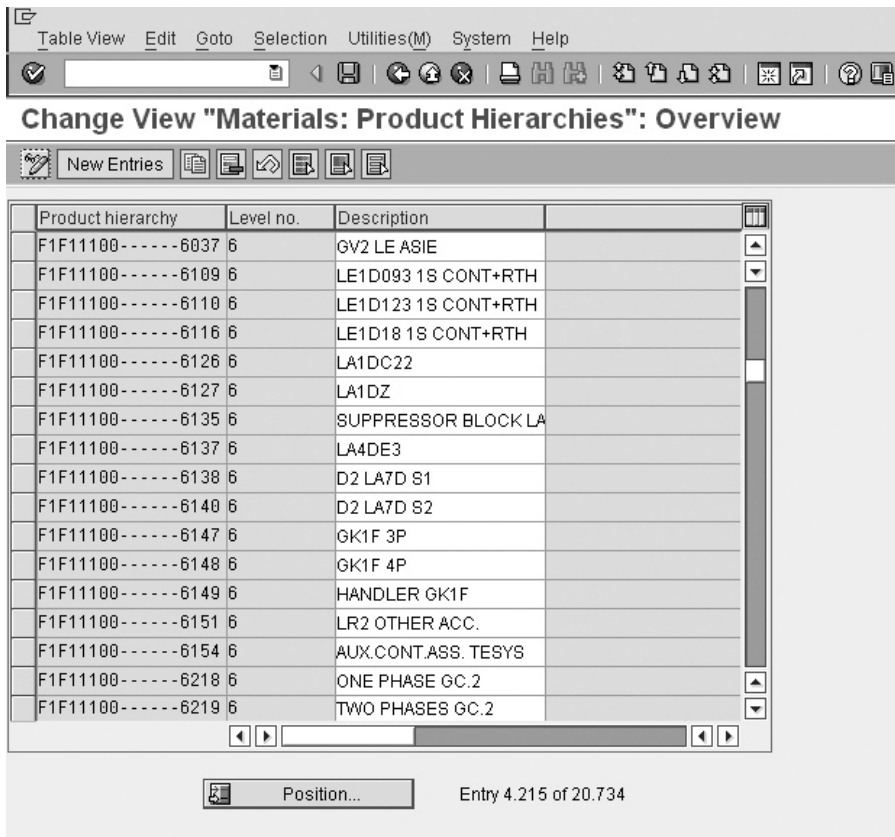 Table View Edit Goto Selection Utilities(M) System Help
Change View "Materials: Product Hierarchies": Overview
New Entries
Product hierarchy Level no. Description
F1F11100------6037 6 GV2 LE ASIE
F1F11100------6109 6 LE1D093 1S CONT+RTH
F1F11100------6110 6 LE1D123 1S CONT+RTH
F1F11100------6116 6 LE1D18 1S CONT+RTH
F1F11100------6126 6 LA1DC22
F1F11100------6127 6 LA1DZ
F1F11100------6135 6 SUPPRESSOR BLOCK LA
F1F11100------6137 6 LA4DE3
F1F11100------6138 6 D2 LA7D S1
F1F11100------6140 6 D2 LA7D S2
F1F11100------6147 6 GK1F 3P
F1F11100------6148 6 GK1F 4P
F1F11100------6149 6 HANDLER GK1F
F1F11100------6151 6 LR2 OTHER ACC.
F1F11100------6154 6 AUX.CONT.ASS. TESYS
F1F11100------6218 6 ONE PHASE GC.2
F1F11100------6219 6 TWO PHASES GC.2
Position... Entry 4.215 of 20.734